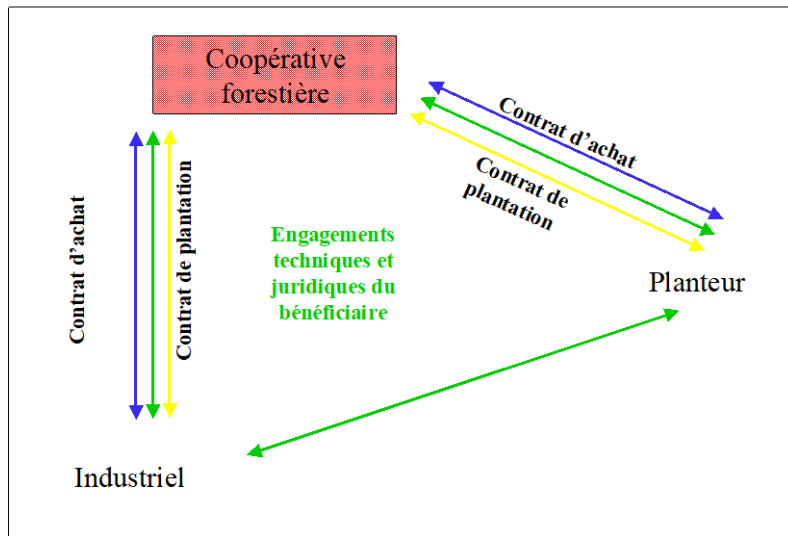 Coopérative
forestière
Contrat d’achat
Contrat de
plantation
Contrat d’achat
Contrat de plantation
Engagements
techniques et
juridiques du
bénéficiaire
Planteur
Industriel